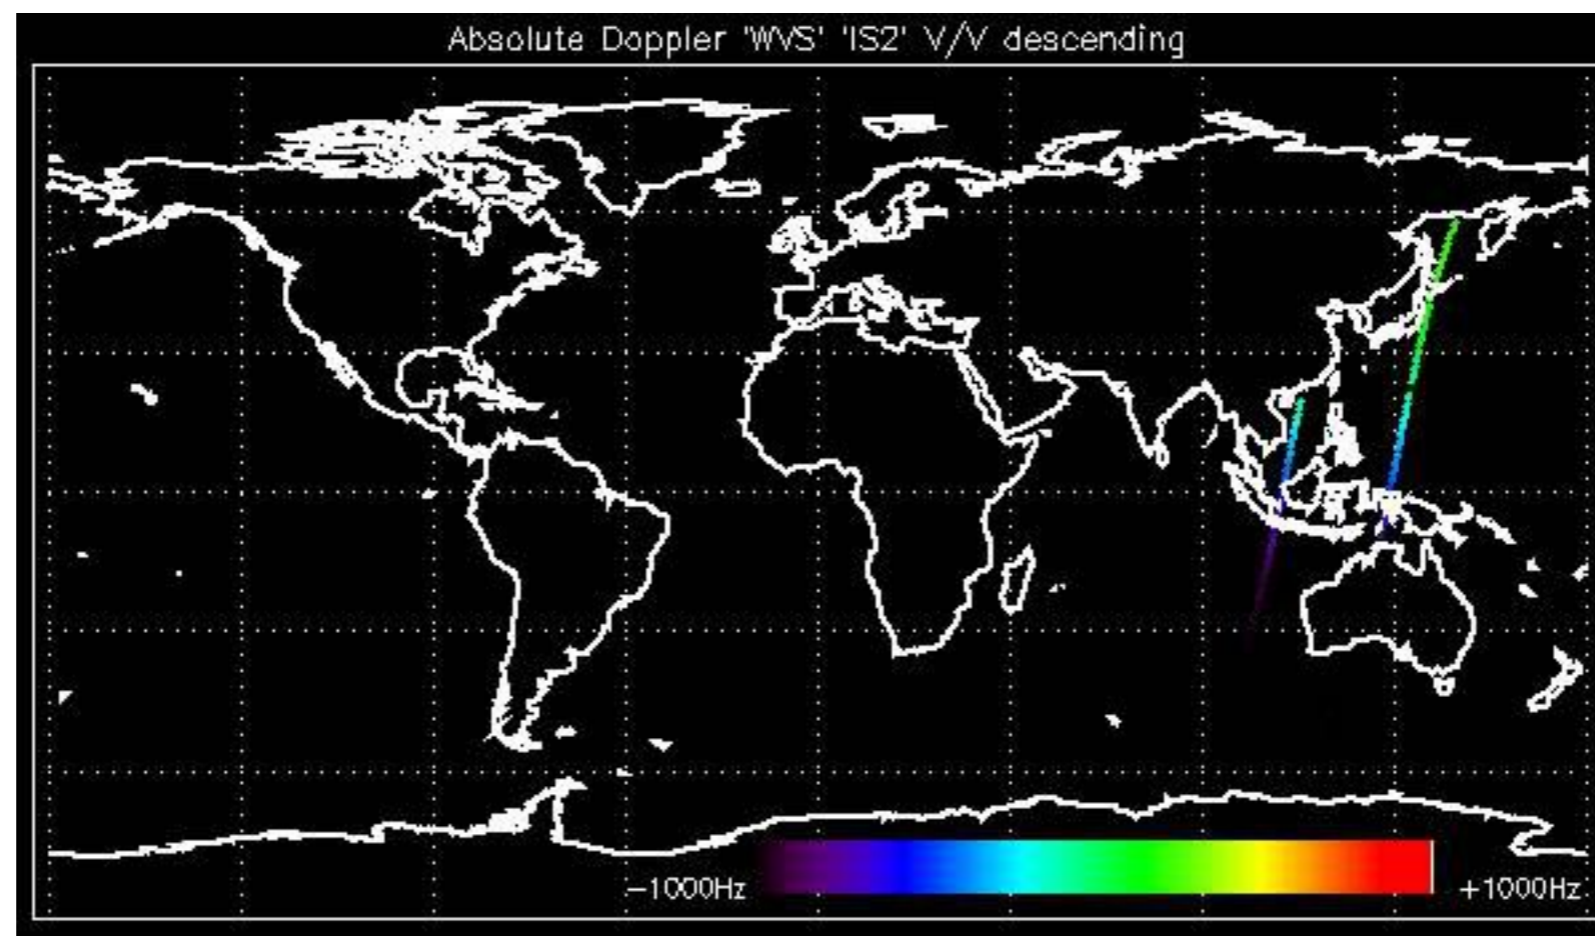 Absolute Doppler 'WVS' 'IS2' V/V descending
−1000Hz +1000Hz